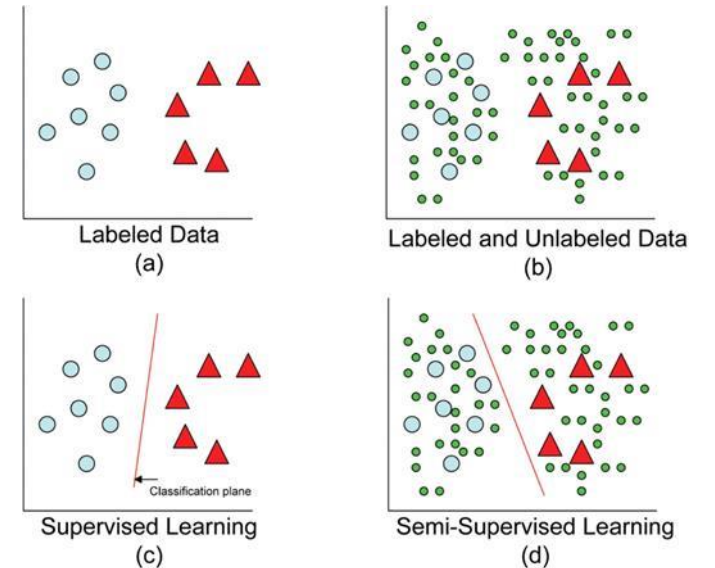 Labeled Data
(a)
Labeled and Unlabeled Data
(b)
Classification plane
Supervised Learning
(c)
Semi-Supervised Learning
(d)